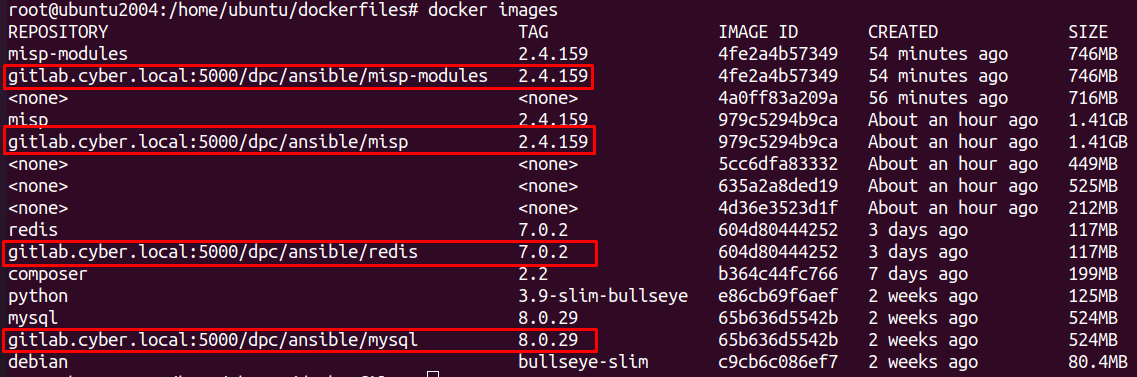 root@ubuntu2004:/home/ubuntu/dockerfiles# docker images
REPOSITORY TAG IMAGE ID CREATED SIZE
misp-modules 2.4.159 4fe2a4b57349 54 minutes ago 746MB
gitlab.cyber.local:5000/dpc/ansible/misp-modules 2.4.159 4fe2a4b57349 54 minutes ago 746MB
<none> <none> 4a0ff83a209a 56 minutes ago 716MB
misp 2.4.159 979c5294b9ca About an hour ago 1.41GB
gitlab.cyber.local:5000/dpc/ansible/misp 2.4.159 979c5294b9ca About an hour ago 1.41GB
<none> <none> 5cc6dfa83332 About an hour ago 449MB
<none> <none> 635a2a8ded19 About an hour ago 525MB
<none> <none> 4d36e3523d1f About an hour ago 212MB
redis 7.0.2 604d80444252 3 days ago 117MB
gitlab.cyber.local:5000/dpc/ansible/redis 7.0.2 604d80444252 3 days ago 117MB
composer 2.2 b364c44fc766 7 days ago 199MB
python 3.9-slim-bullseye e86cb69f6aef 2 weeks ago 125MB
mysql 8.0.29 65b636d5542b 2 weeks ago 524MB
gitlab.cyber.local:5000/dpc/ansible/mysql 8.0.29 65b636d5542b 2 weeks ago 524MB
debian bullseye-slim c9cb6c086ef7 2 weeks ago 80.4MB